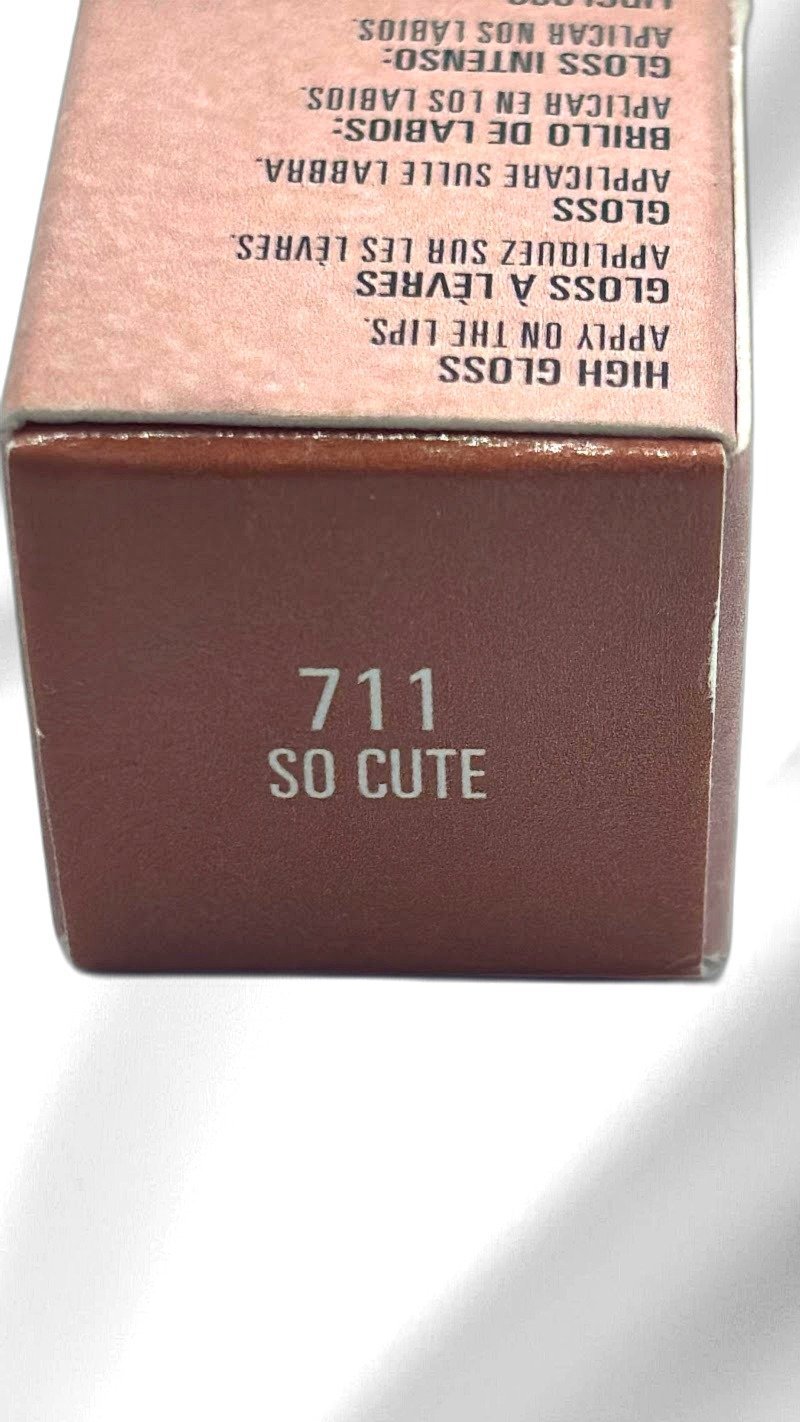 HIGH GLOSS
APPLY ON THE LIPS.
GLOSS À LÈVRES
APPLIQUEZ SUR LES LÈVRES.
GLOSS
APPLICARE SULLE LABBRA.
BRILLO DE LABIOS:
APLICAR EN LOS LABIOS.
GLOSS INTENSO:
APLICAR NOS LÁBIOS.
711
SO CUTE